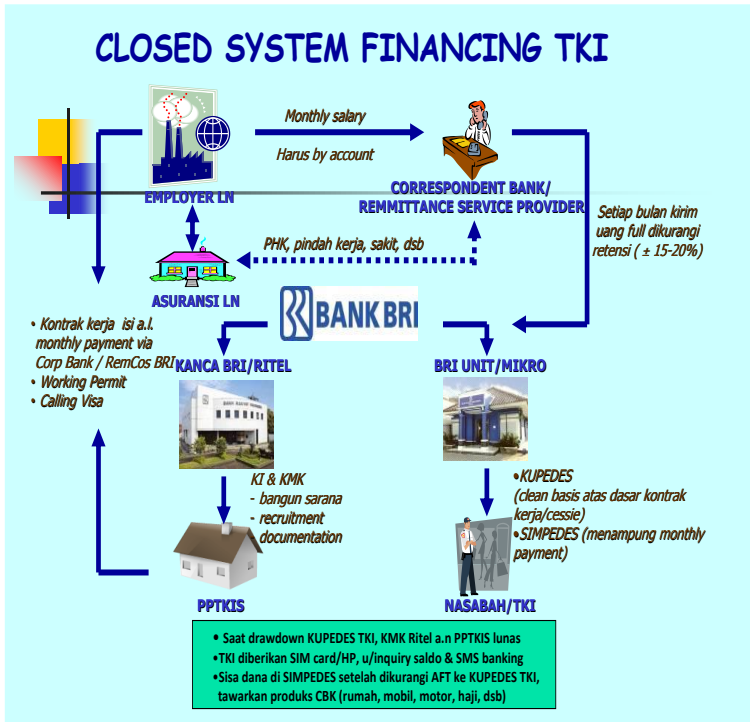 CLOSED SYSTEM FINANCING TKI
Monthly salary
Harus by account
EMPLOYER LN
CORRESPONDENT BANK/
REMMITTANCE SERVICE PROVIDER
Setiap bulan kirim
uang full dikurangi
retensi ( ± 15-20%)
PHK, pindah kerja, sakit, dsb
ASURANSI LN
BANK BRI
• Kontrak kerja isi a.l.
monthly payment via
Corp Bank / RemCos BRI
• Working Permit
• Calling Visa
KANCA BRI/RITEL
BRI UNIT/MIKRO
KI & KMK
- bangun sarana
- recruitment
documentation
•KUPEDES
(clean basis atas dasar kontrak
kerja/cessie)
•SIMPEDES (menampung monthly
payment)
PPTKIS
NASABAH/TKI
• Saat drawdown KUPEDES TKI, KMK Ritel a.n PPTKIS lunas
•TKI diberikan SIM card/HP, u/inquiry saldo & SMS banking
•Sisa dana di SIMPEDES setelah dikurangi AFT ke KUPEDES TKI,
tawarkan produks CBK (rumah, mobil, motor, haji, dsb)